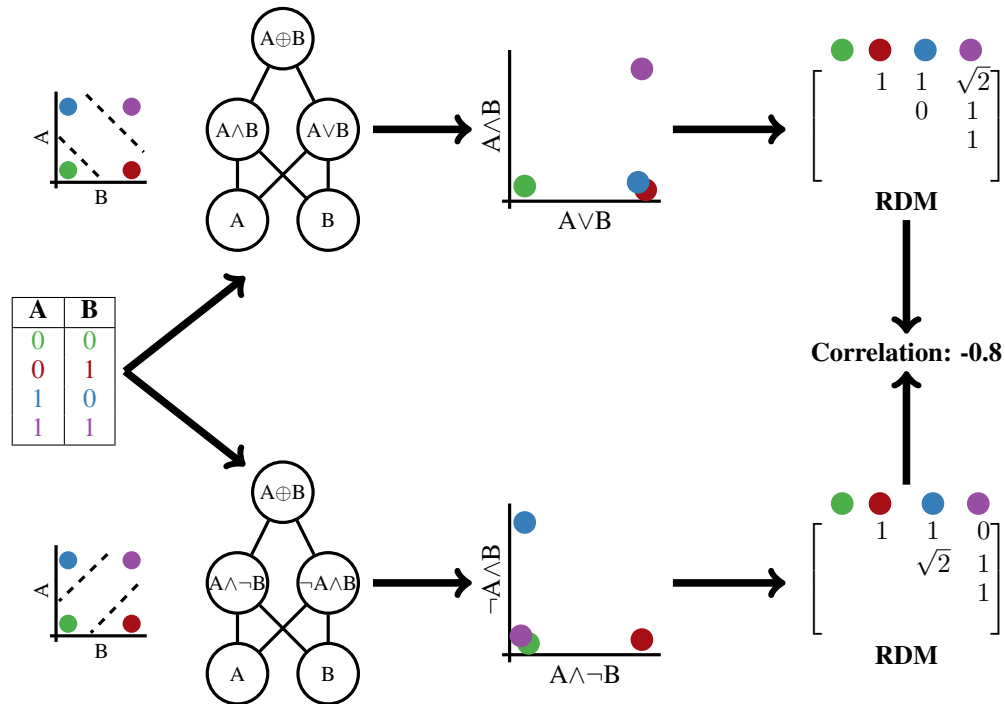 A⊕B
A∧B
A∨B
A
B
A
B
A∧B
A∨B
1 1 √2
0 1
1
RDM
A B
0 0
0 1
1 0
1 1
Correlation: -0.8
A⊕B
A∧¬B
¬A∧B
A
B
A
B
¬A∧B
A∧¬B
1 1 0
√2 1
1
RDM